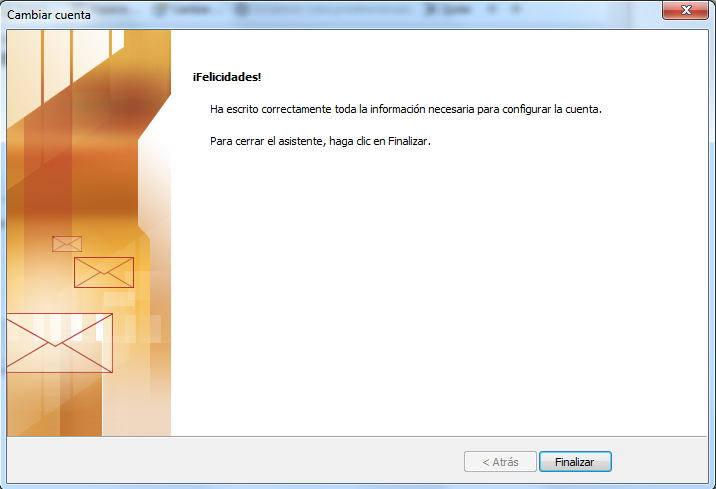 Cambiar cuenta
¡Felicidades!
Ha escrito correctamente toda la información necesaria para configurar la cuenta.
Para cerrar el asistente, haga clic en Finalizar.
< Atrás
Finalizar